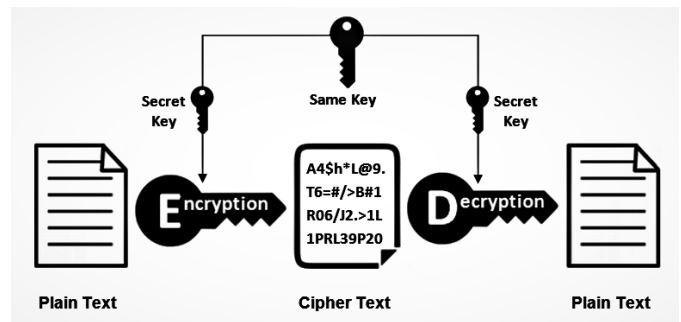 Same Key
Secret
Key
Secret
Key
Encryption
A4$h*L@9.
T6=#/>B#1
R06/J2.>1L
1PRL39P20
Decryption
Plain Text
Cipher Text
Plain Text